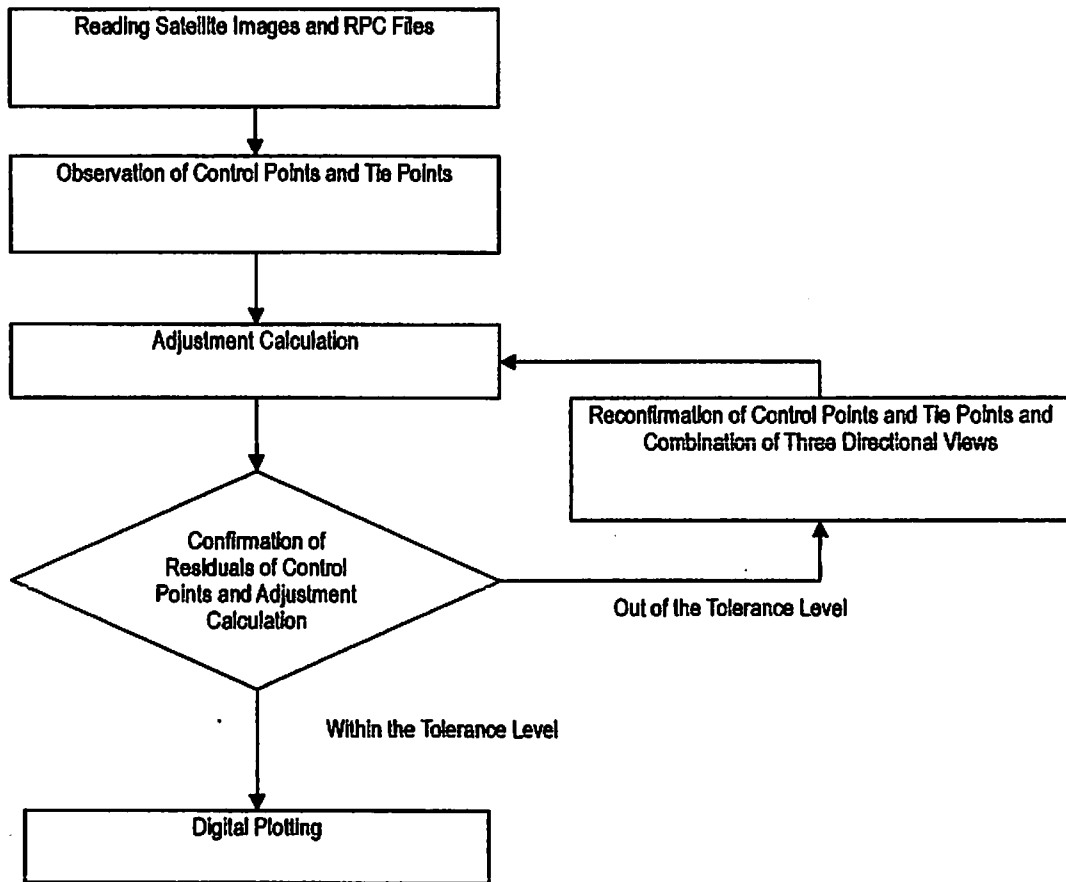 Reading Satellite Images and RPC Files
Observation of Control Points and Tie Points
Adjustment Calculation
Reconfirmation of Control Points and Tie Points and
Combination of Three Directional Views
Confirmation of
Residuals of Control
Points and Adjustment
Calculation
Out of the Tolerance Level
Within the Tolerance Level
Digital Plotting